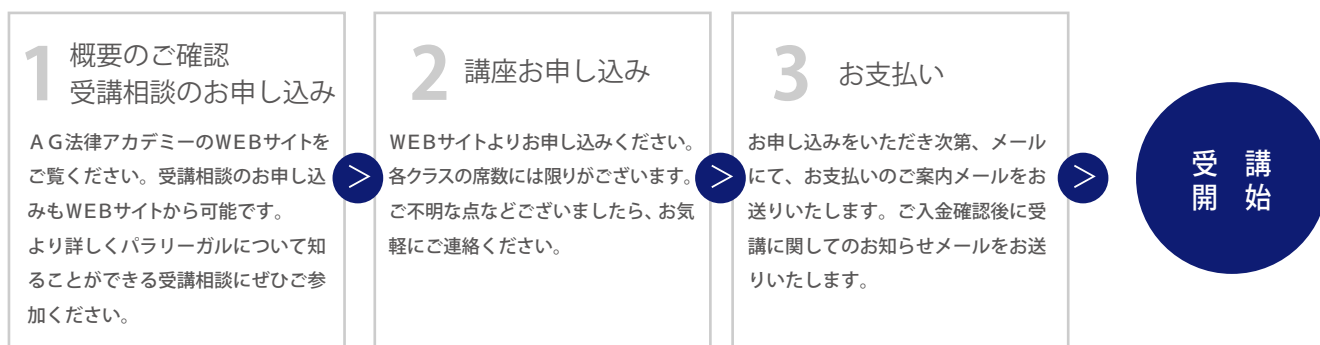 1
概要のご確認
受講相談のお申し込み
ＡＧ法律アカデミーのWEBサイトを
ご覧ください。受講相談のお申し込
みもWEBサイトから可能です。
より詳しくパラリーガルについて知
ることができる受講相談にぜひご参
加ください。
＞
2 講座お申し込み
WEBサイトよりお申し込みください。
各クラスの席数には限りがございます。
ご不明な点などございましたら、お気
軽にご連絡ください。
＞
3 お支払い
お申し込みをいただき次第、メール
にて、お支払いのご案内メールをお
送りいたします。ご入金確認後に受
講に関してのお知らせメールをお送
りいたします。
＞
受 講
開 始